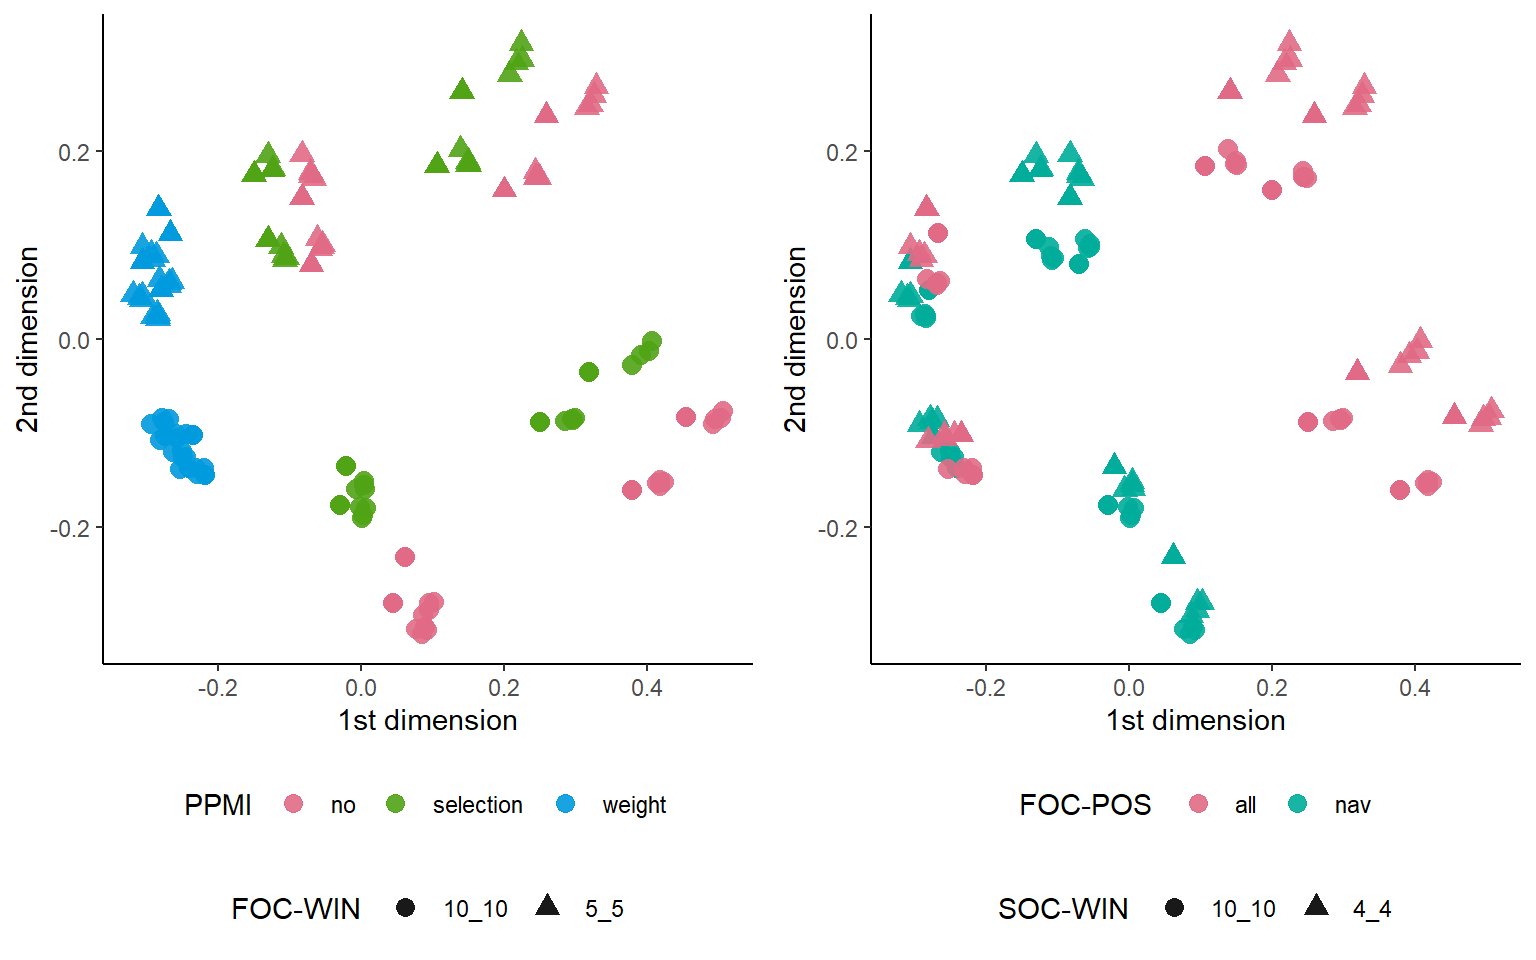 2nd dimension
0.2
0.0
-0.2
-0.2 0.0 0.2 0.4
1st dimension
PPMI no selection weight
FOC-WIN 10_10 5_5
2nd dimension
0.2
0.0
-0.2
-0.2 0.0 0.2 0.4
1st dimension
FOC-POS all nav
SOC-WIN 10_10 4_4